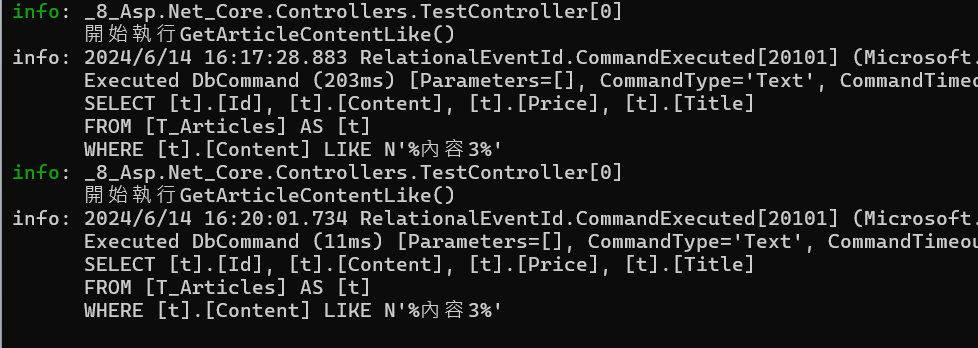 info: _8_Asp.Net_Core.Controllers.TestController[0]
開始執行GetArticleContentLike()
info: 2024/6/14 16:17:28.883 RelationalEventId.CommandExecuted[20101] (Microsoft.
Executed DbCommand (203ms) [Parameters=[], CommandType='Text', CommandTimeo
SELECT [t].[Id], [t].[Content], [t].[Price], [t].[Title]
FROM [T_Articles] AS [t]
WHERE [t].[Content] LIKE N'%內容3%'
info: _8_Asp.Net_Core.Controllers.TestController[0]
開始執行GetArticleContentLike()
info: 2024/6/14 16:20:01.734 RelationalEventId.CommandExecuted[20101] (Microsoft.
Executed DbCommand (11ms) [Parameters=[], CommandType='Text', CommandTimeou
SELECT [t].[Id], [t].[Content], [t].[Price], [t].[Title]
FROM [T_Articles] AS [t]
WHERE [t].[Content] LIKE N'%內容3%'